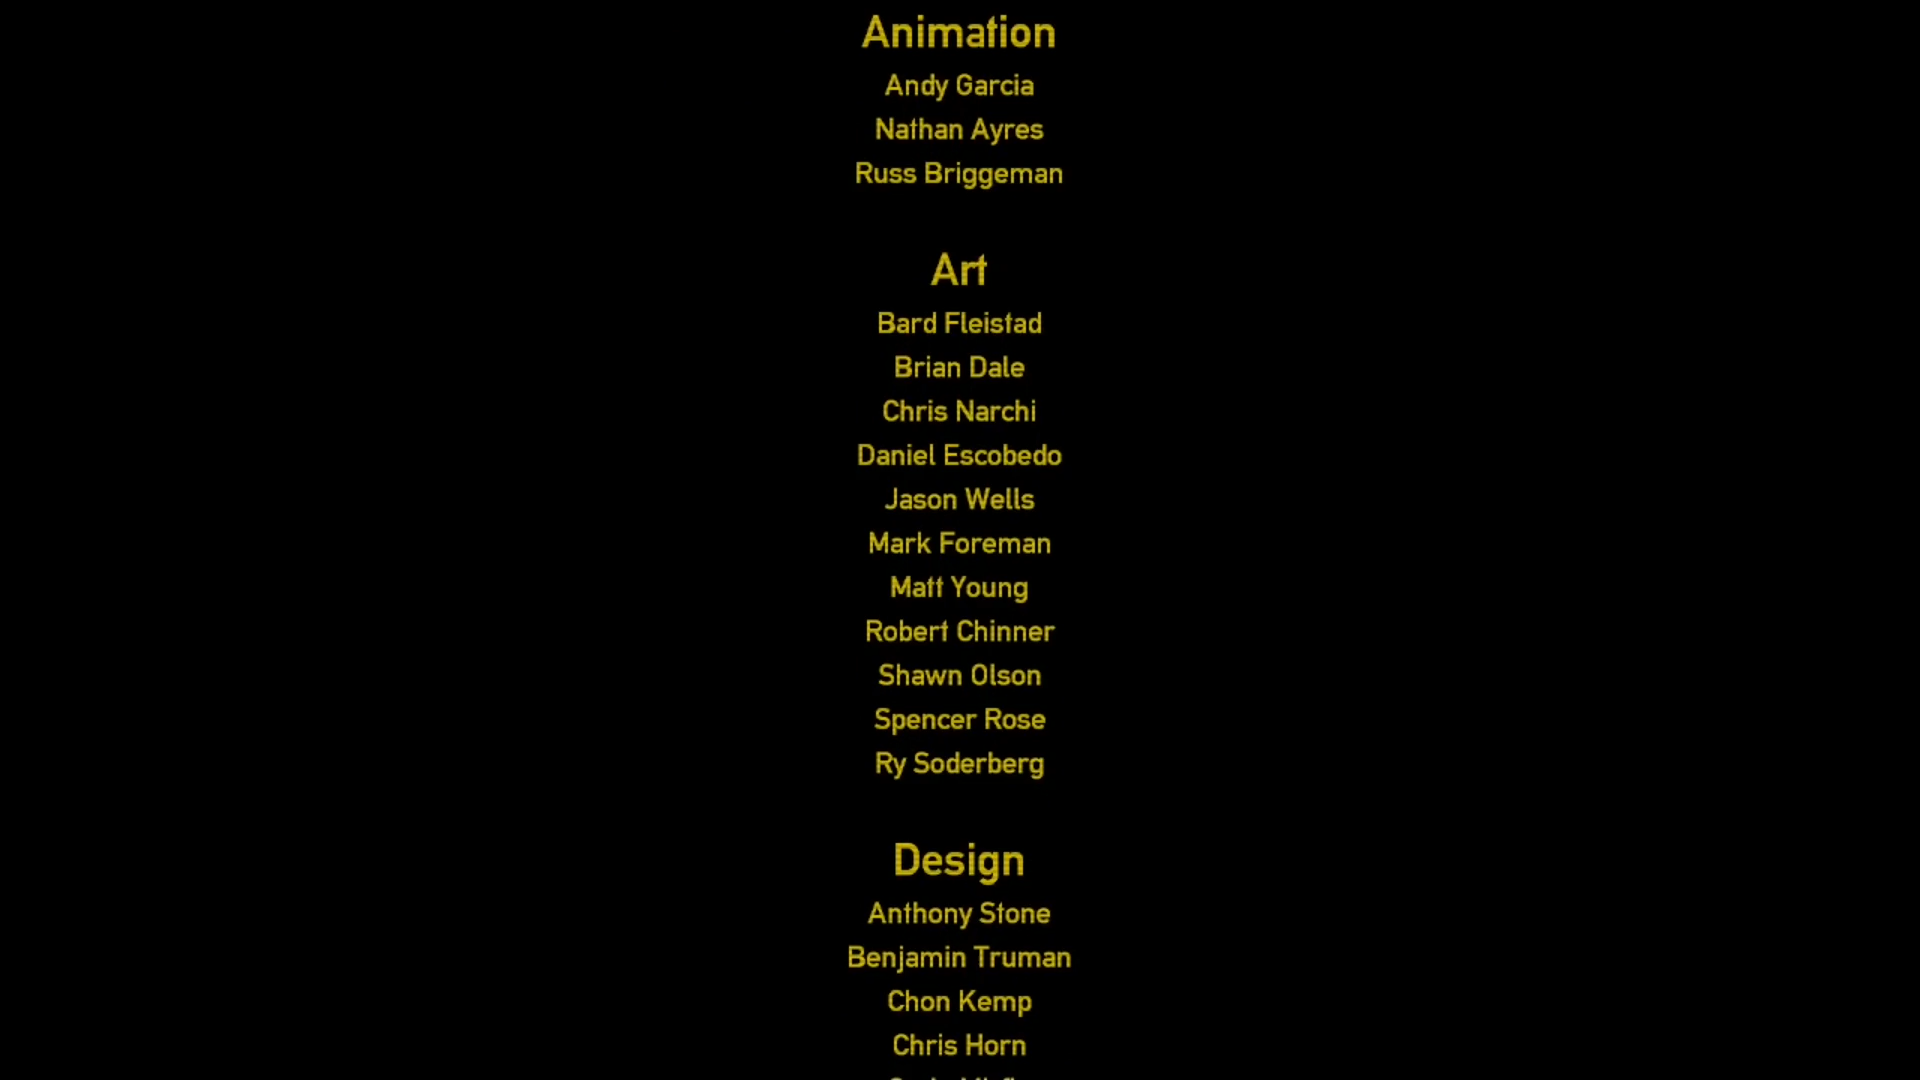 Animation
Andy Garcia
Nathan Ayres
Russ Briggeman
Art
Bard Fleistad
Brian Dale
Chris Narchi
Daniel Escobedo
Jason Wells
Mark Foreman
Matt Young
Robert Chinner
Shawn Olson
Spencer Rose
Ry Soderberg
Design
Anthony Stone
Benjamin Truman
Chon Kemp
Chris Horn